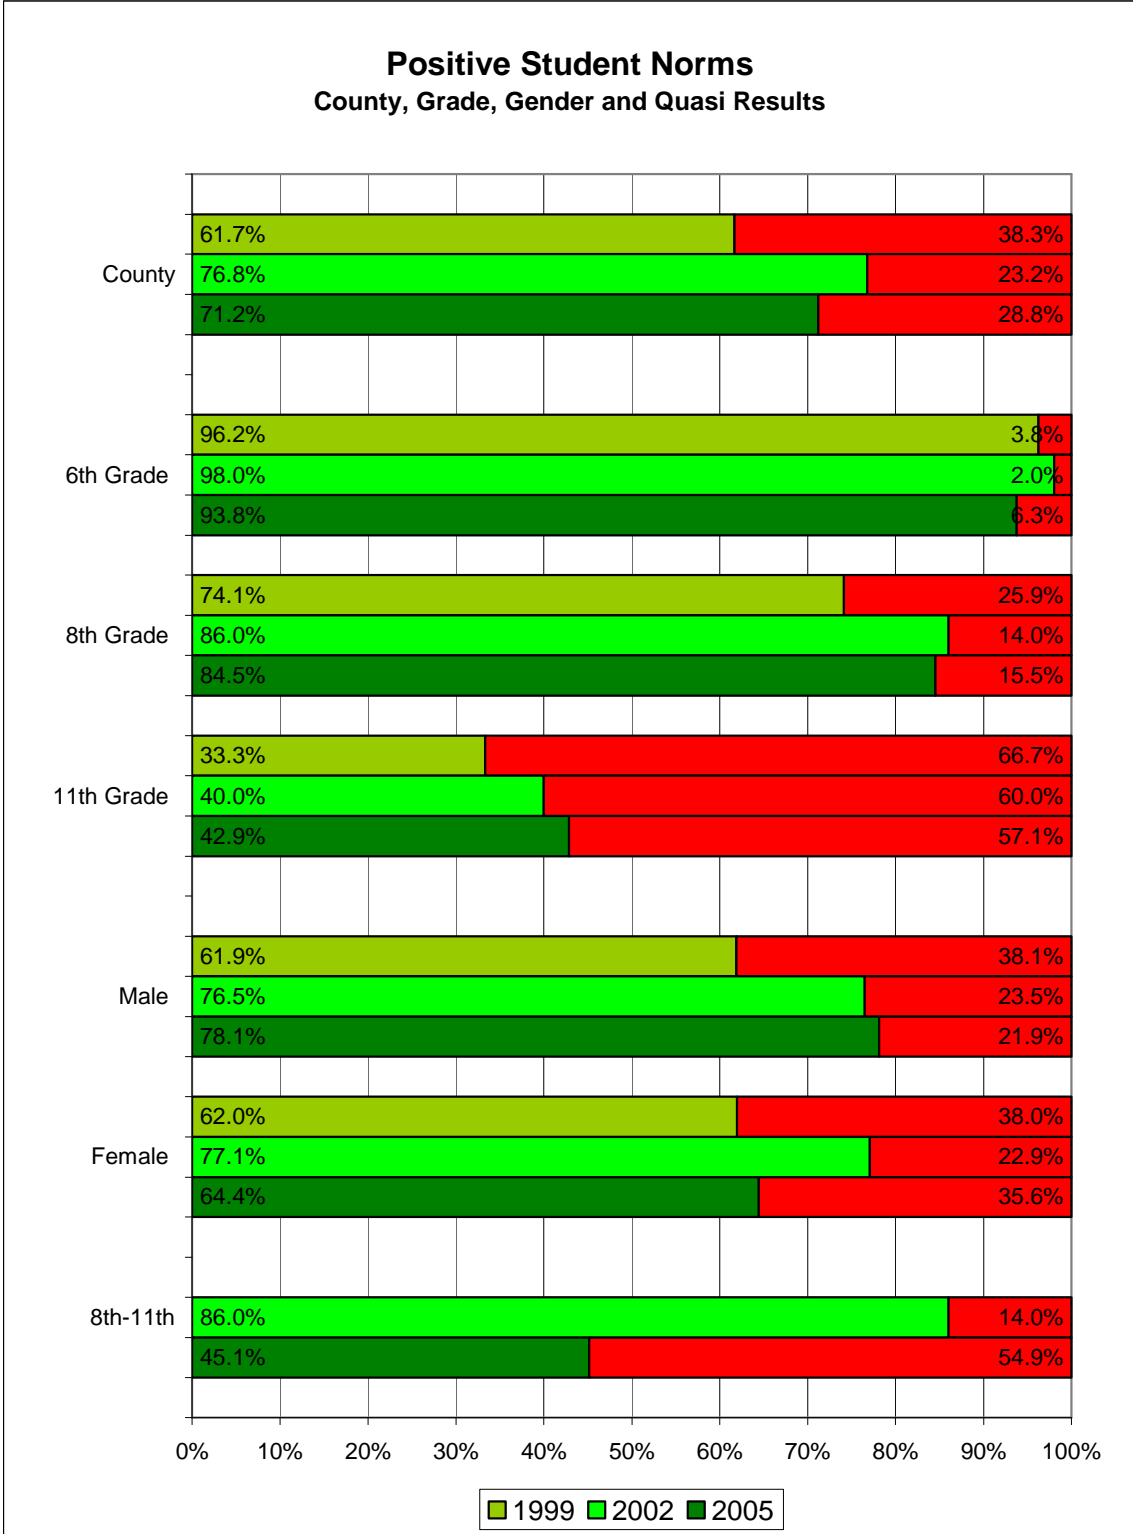 Positive Student Norms
County, Grade, Gender and Quasi Results
61.7% 38.3%
County 76.8% 23.2%
71.2% 28.8%
96.2% 3.8%
6th Grade 98.0% 2.0%
93.8% 6.3%
74.1% 25.9%
8th Grade 86.0% 14.0%
84.5% 15.5%
33.3% 66.7%
11th Grade 40.0% 60.0%
42.9% 57.1%
61.9% 38.1%
Male 76.5% 23.5%
78.1% 21.9%
62.0% 38.0%
Female 77.1% 22.9%
64.4% 35.6%
8th-11th 86.0% 14.0%
45.1% 54.9%
0% 10% 20% 30% 40% 50% 60% 70% 80% 90% 100%
1999 2002 2005